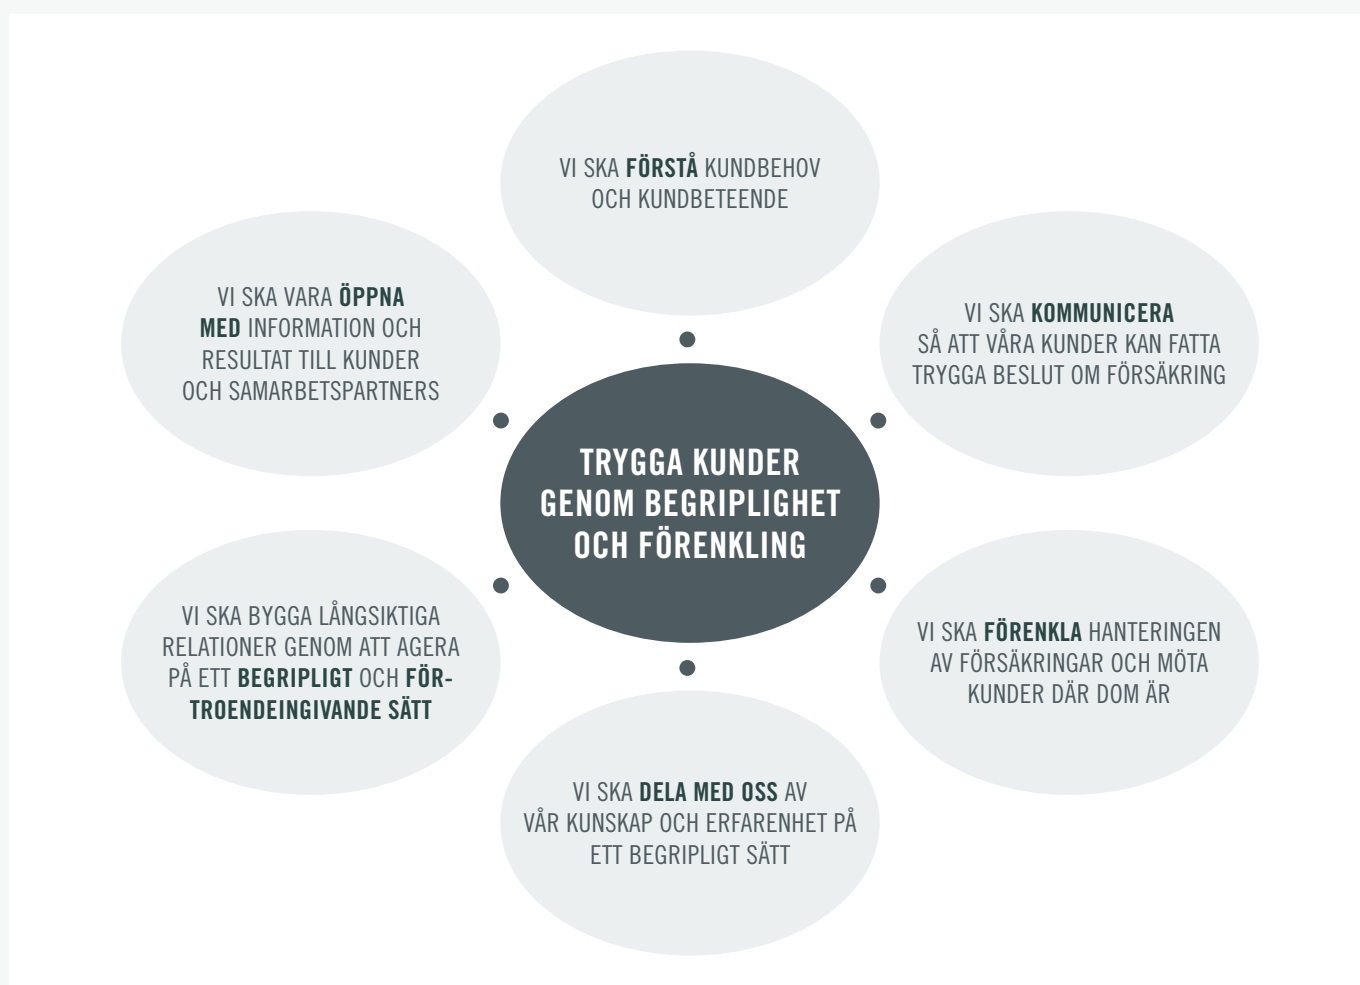 VI SKA FÖRSTÅ KUNDBEHOV
OCH KUNDBETEENDE
VI SKA VARA ÖPPNA
MED INFORMATION OCH
RESULTAT TILL KUNDER
OCH SAMARBETSPARTNERS
VI SKA KOMMUNICERA
SÅ ATT VÅRA KUNDER KAN FATTA
TRYGGA BESLUT OM FÖRSÄKRING
TRYGGA KUNDER
GENOM BEGRIPLIGHET
OCH FÖRENKLING
VI SKA BYGGA LÅNGSIKTIGA
RELATIONER GENOM ATT AGERA
PÅ ETT BEGRIPLIGT OCH FÖR-
TROENDEINGIVANDE SÄTT
VI SKA FÖRENKLA HANTERINGEN
AV FÖRSÄKRINGAR OCH MÖTA
KUNDER DÄR DOM ÄR
VI SKA DELA MED OSS AV
VÅR KUNSKAP OCH ERFARENHET PÅ
ETT BEGRIPLIGT SÄTT